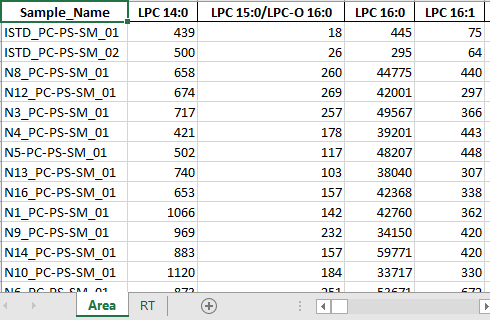 Sample_Name LPC 14:0 LPC 15:0/LPC-O 16:0 LPC 16:0 LPC 16:1
ISTD_PC-PS-SM_01 439 18 445 75
ISTD_PC-PS-SM_02 500 26 295 64
N8_PC-PS-SM_01 658 260 44775 440
N12_PC-PS-SM_01 674 269 42001 297
N3_PC-PS-SM_01 717 257 49567 366
N4_PC-PS-SM_01 421 178 39201 443
N5-PC-PS-SM_01 502 117 48207 448
N13_PC-PS-SM_01 740 103 38040 307
N16_PC-PS-SM_01 653 157 42368 338
N1_PC-PS-SM_01 1066 142 42760 362
N9_PC-PS-SM_01 969 232 34150 420
N14_PC-PS-SM_01 883 157 59771 420
N10_PC-PS-SM_01 1120 184 33717 330
Area RT